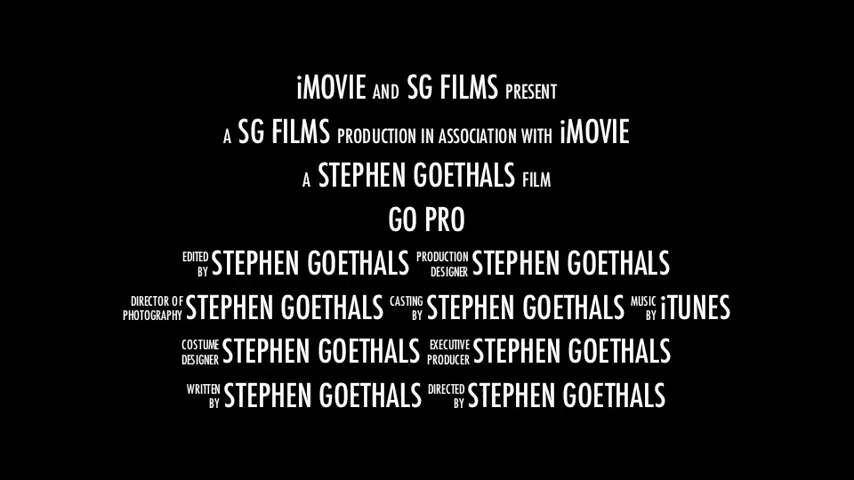 iMOVIE AND SG FILMS PRESENT
A SG FILMS PRODUCTION IN ASSOCIATION WITH iMOVIE
A STEPHEN GOETHALS FILM
GO PRO
EDITED BY STEPHEN GOETHALS PRODUCTION DESIGNER STEPHEN GOETHALS
DIRECTOR OF PHOTOGRAPHY STEPHEN GOETHALS CASTING BY STEPHEN GOETHALS MUSIC BY iTUNES
COSTUME DESIGNER STEPHEN GOETHALS EXECUTIVE PRODUCER STEPHEN GOETHALS
WRITTEN BY STEPHEN GOETHALS DIRECTED BY STEPHEN GOETHALS